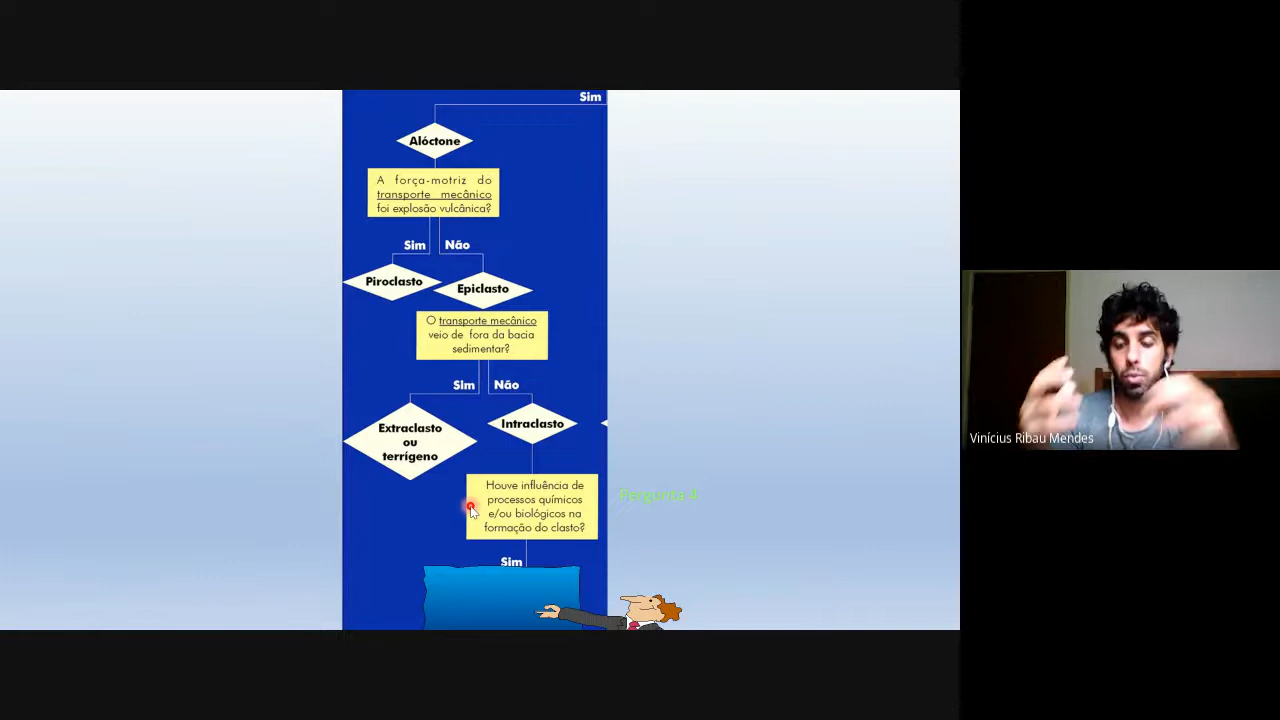 Sim
Alóctone
A força-motriz do
transporte mecânico
foi explosão vulcânica?
Sim
Não
Piroclasto
Epiclasto
O transporte mecânico
veio de fora da bacia
sedimentar?
Sim
Não
Extraclasto
ou
terrígeno
Intraclasto
Houve influência de
processos químicos
e/ou biológicos na
formação do clasto?
Pergunta 4
Sim
Vinícius Ribau Mendes